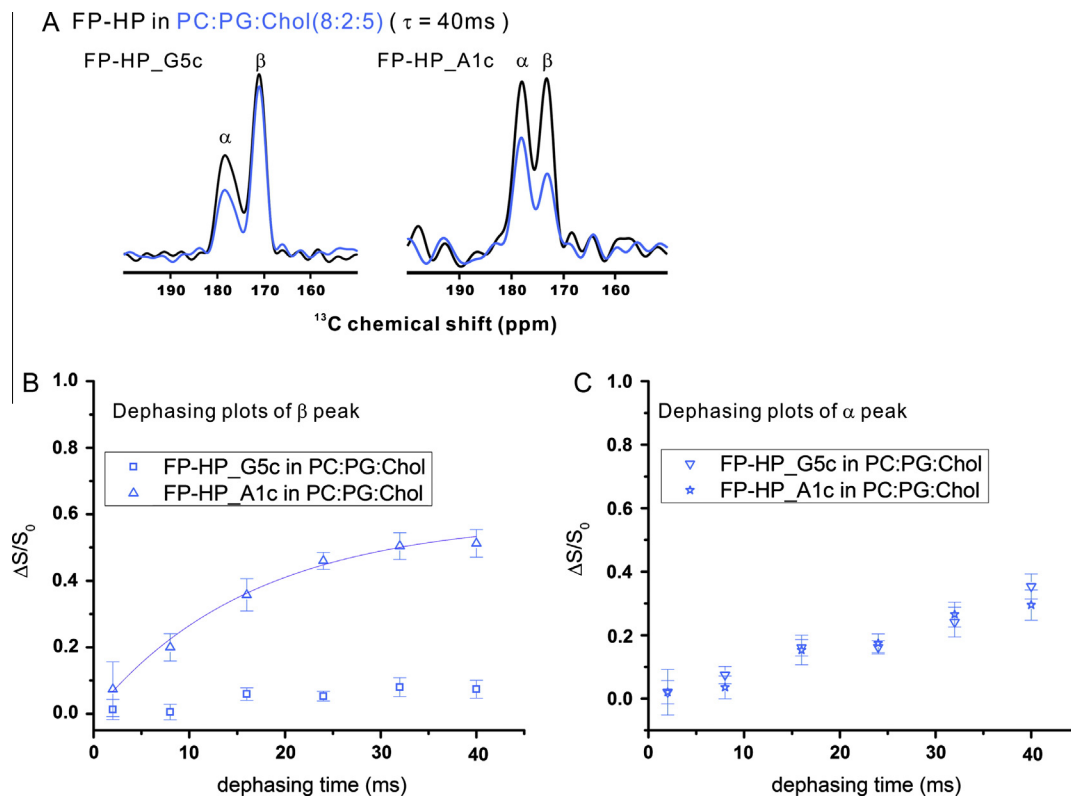 A FP-HP in PC:PG:Chol(8:2:5) ( τ = 40ms )
FP-HP_G5c
β
α
FP-HP_A1c
α β
190 180 170 160
190 180 170 160
¹³C chemical shift (ppm)
B
Dephasing plots of β peak
FP-HP_G5c in PC:PG:Chol
FP-HP_A1c in PC:PG:Chol
ΔS/S₀
1.0
0.8
0.6
0.4
0.2
0.0
0 10 20 30 40
dephasing time (ms)
C
Dephasing plots of α peak
FP-HP_G5c in PC:PG:Chol
FP-HP_A1c in PC:PG:Chol
ΔS/S₀
1.0
0.8
0.6
0.4
0.2
0.0
0 10 20 30 40
dephasing time (ms)